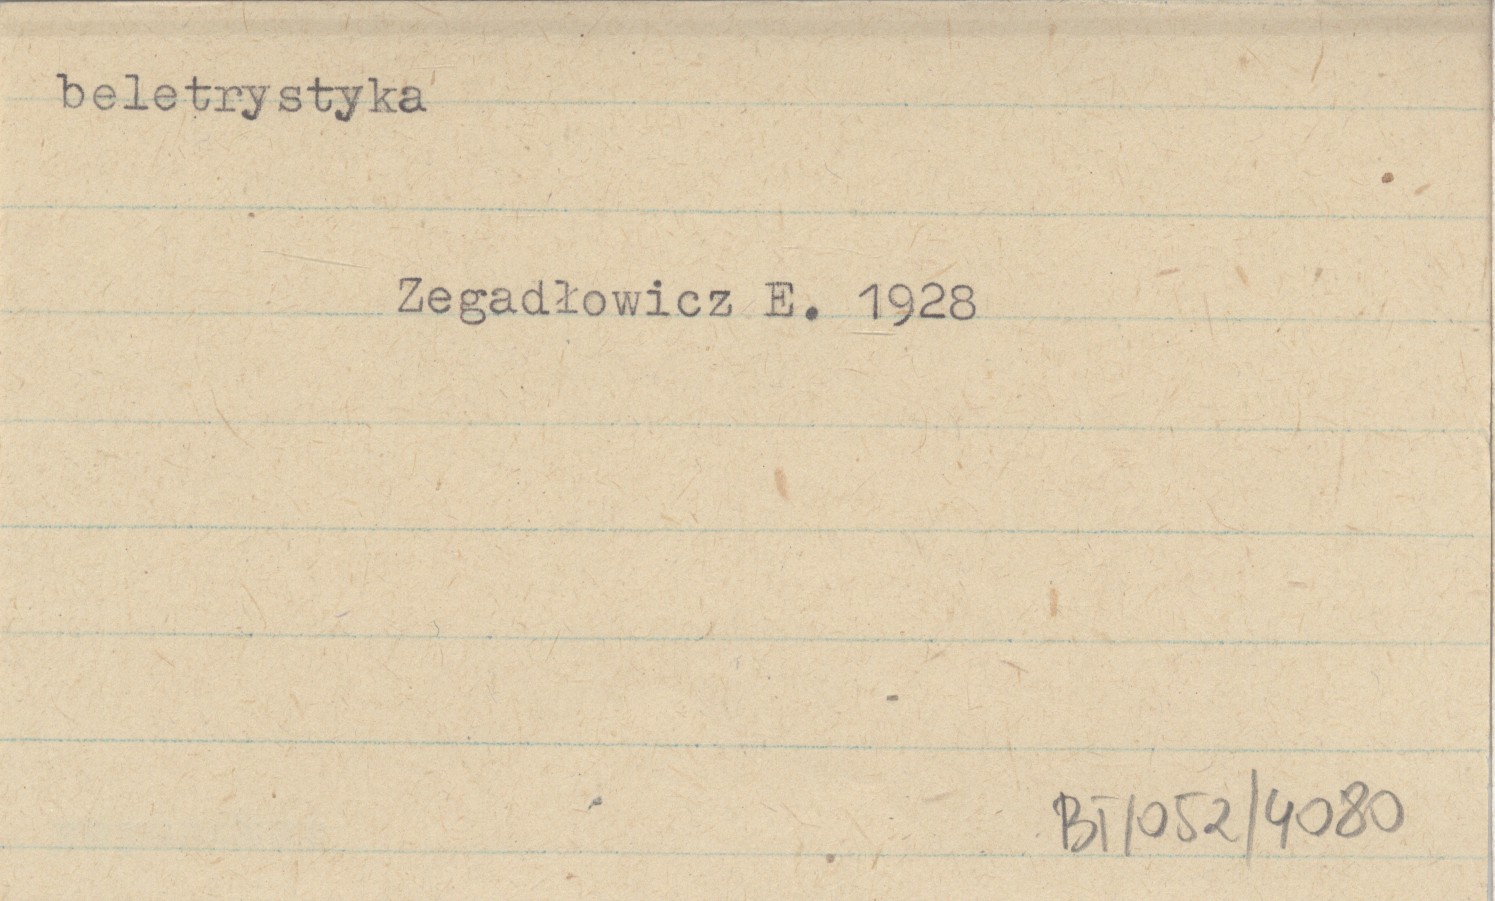 beletrystyka
Zegadłowicz E. 1928
BT/052/4080